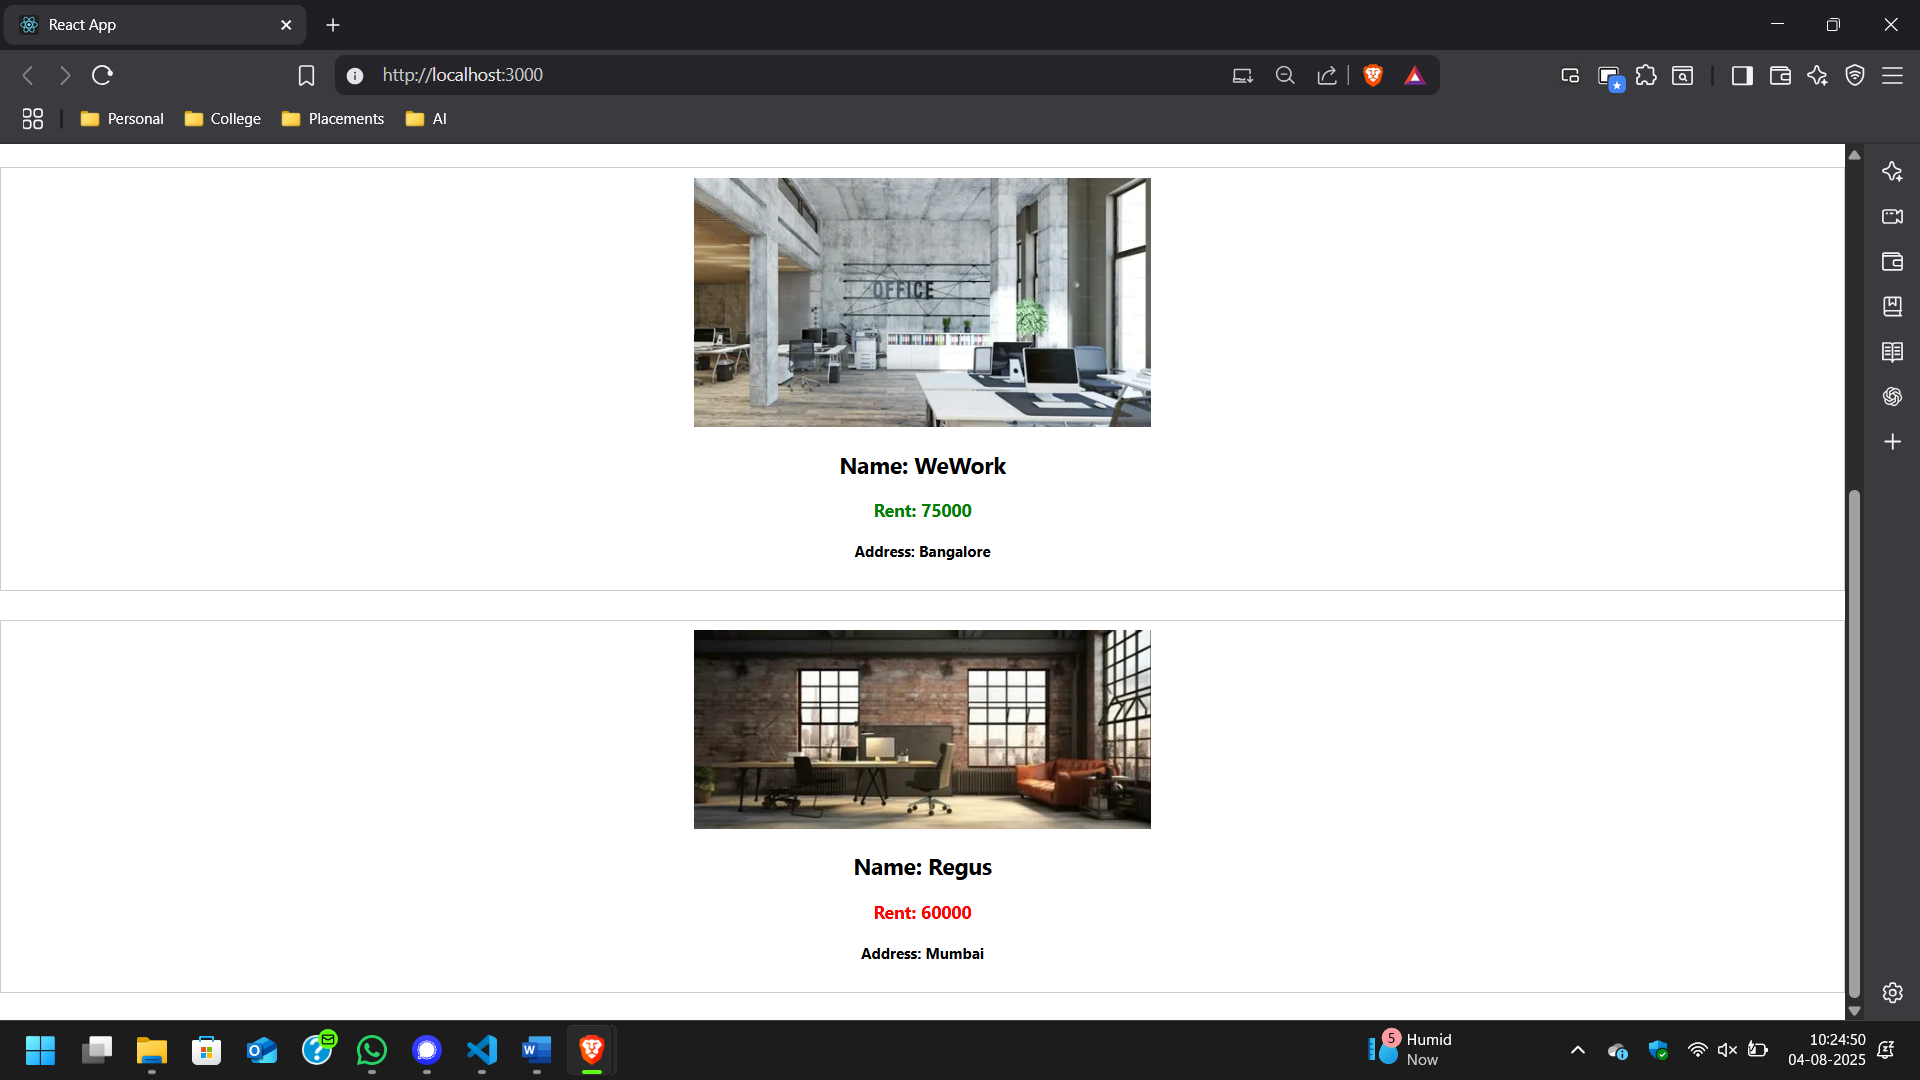 React App
http://localhost:3000
Personal
College
Placements
AI
OFFICE
Name: WeWork
Rent: 75000
Address: Bangalore
Name: Regus
Rent: 60000
Address: Mumbai
5
Humid
Now
10:24:50
04-08-2025